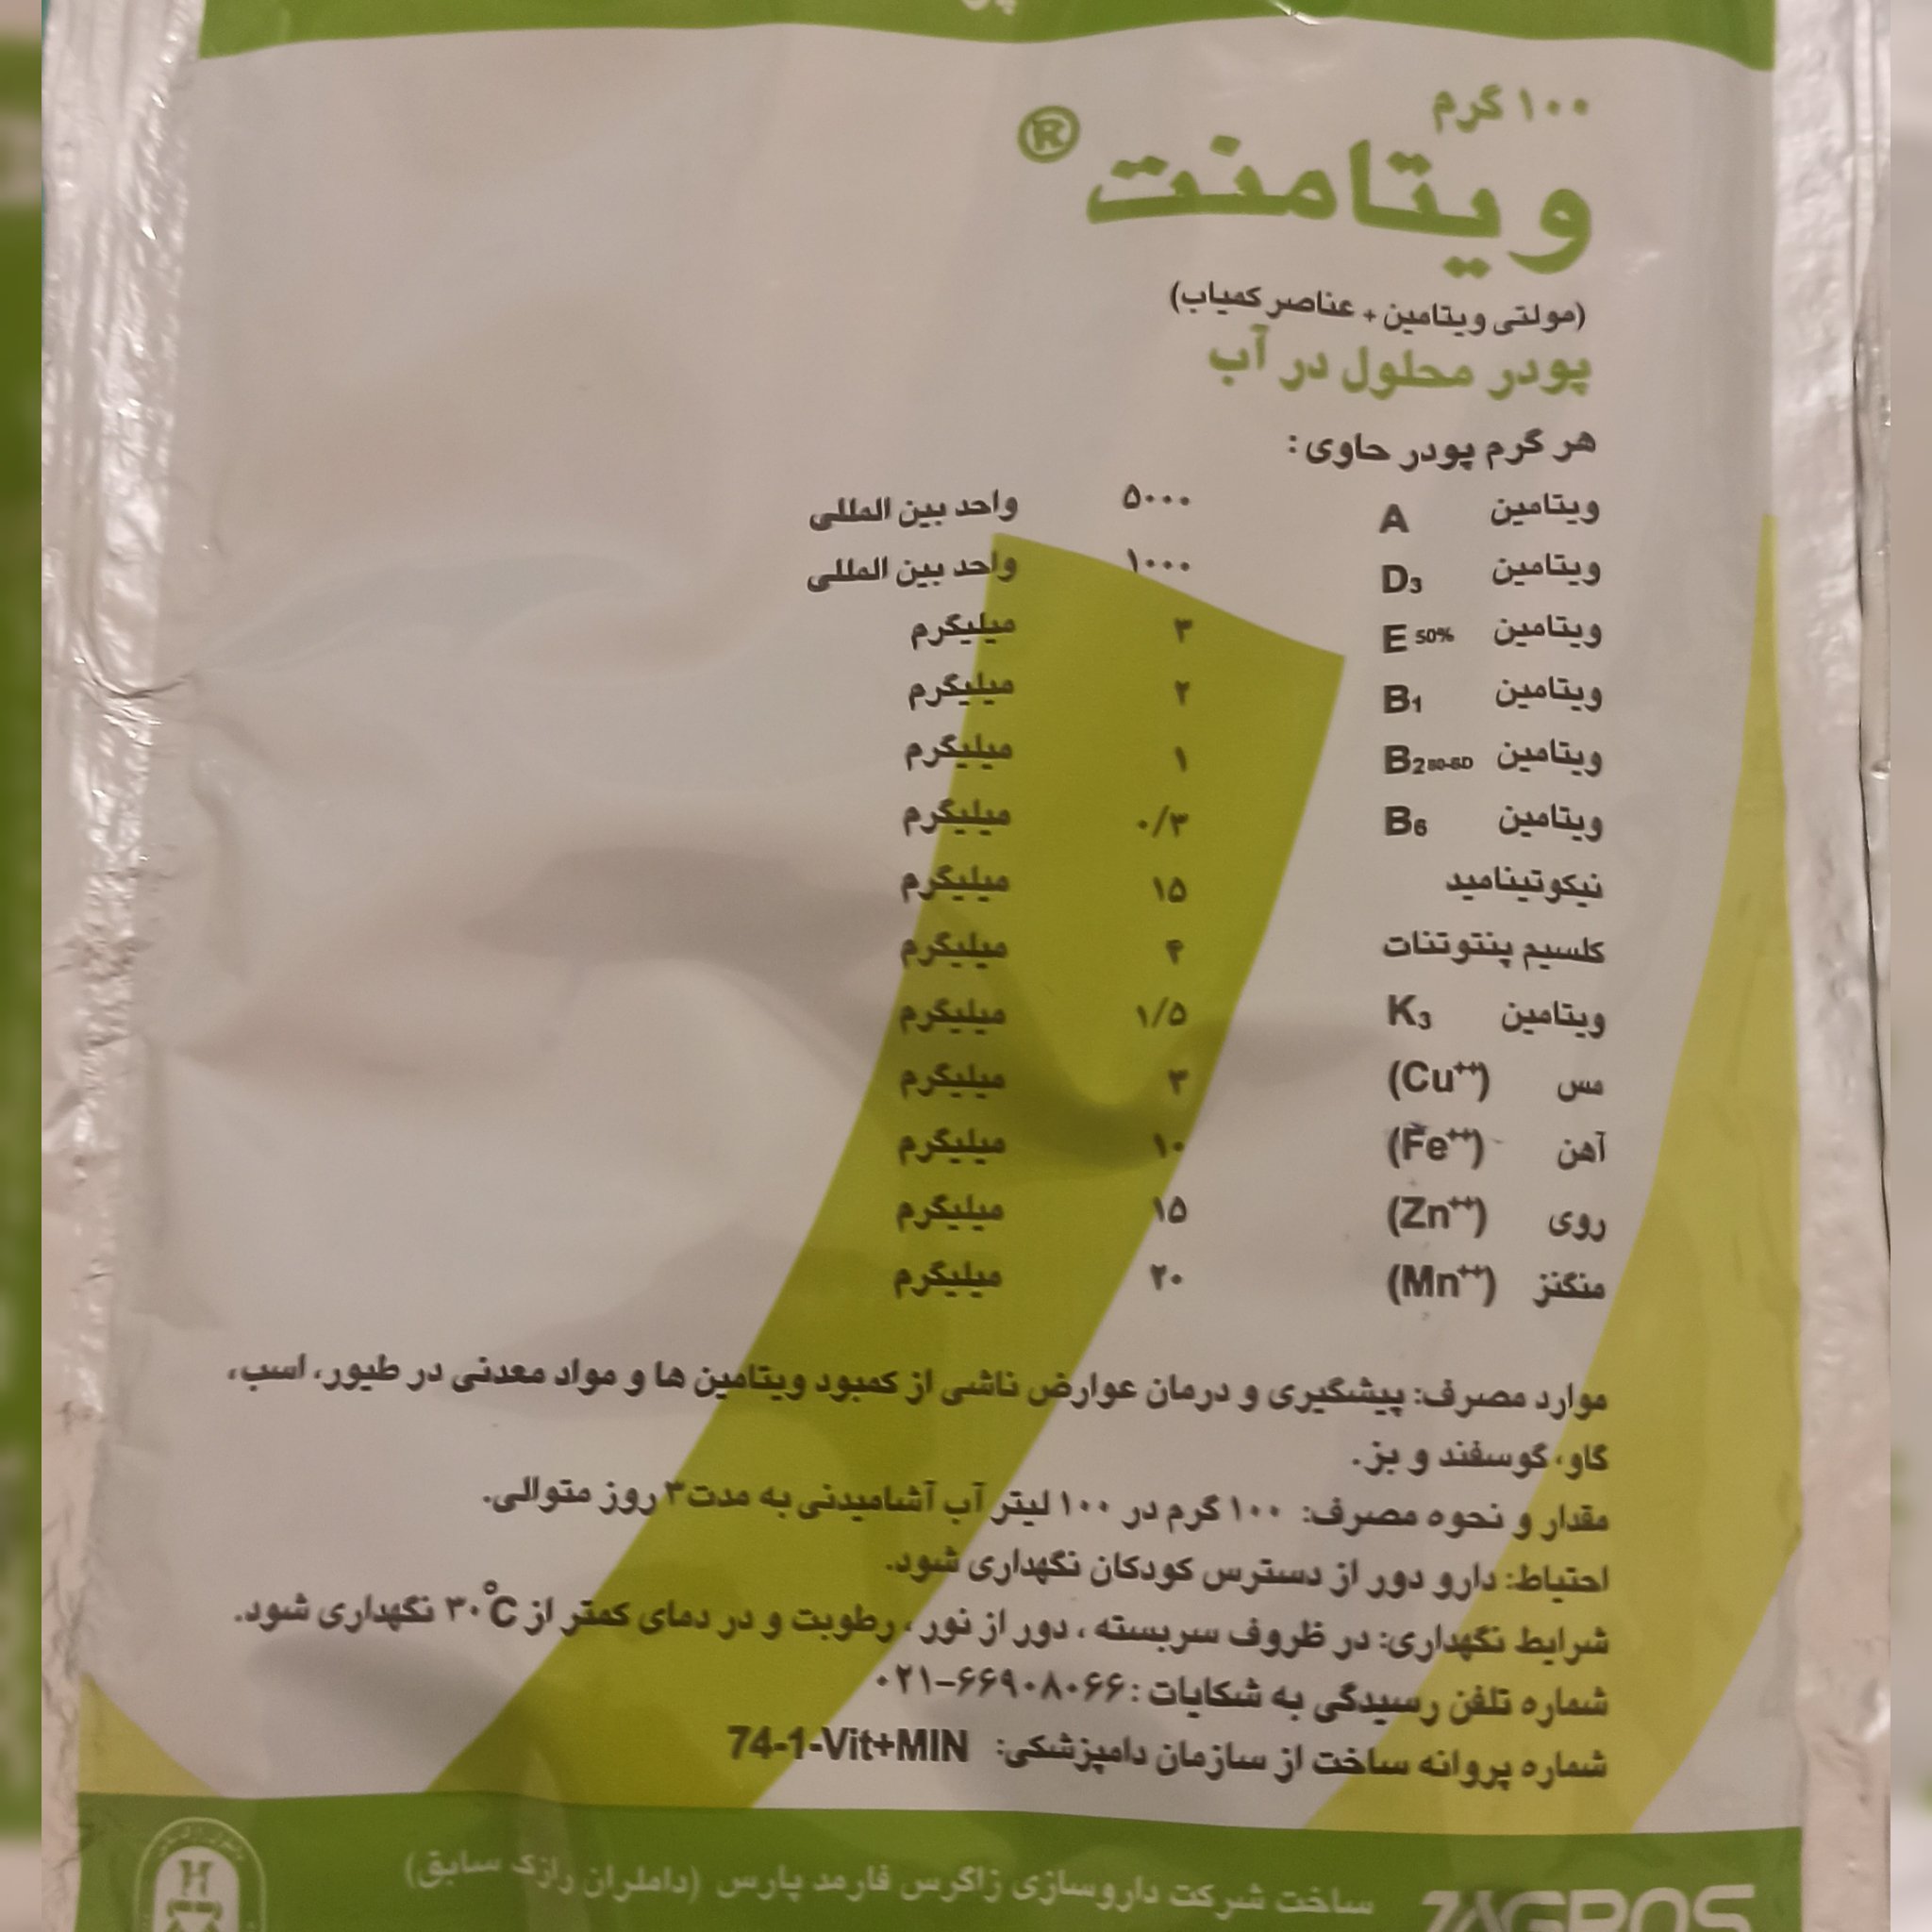 ۱۰۰ گرم
ویتامنت®
(مولتی ویتامین + عناصر کمیاب)
پودر محلول در آب
هر گرم پودر حاوی:
ویتامین A ۵۰۰۰ واحد بین المللی
ویتامین D3 ۱۰۰۰ واحد بین المللی
ویتامین E 50% ۳ میلیگرم
ویتامین B1 ۲ میلیگرم
ویتامین B2 80-SD ۱ میلیگرم
ویتامین B6 ۰/۳ میلیگرم
نیکوتینامید ۱۵ میلیگرم
کلسیم پنتوتنات ۴ میلیگرم
ویتامین K3 ۱/۵ میلیگرم
مس (Cu++) ۳ میلیگرم
آهن (Fe++) ۱۰ میلیگرم
روی (Zn++) ۱۵ میلیگرم
منگنز (Mn++) ۲۰ میلیگرم
موارد مصرف: پیشگیری و درمان عوارض ناشی از کمبود ویتامین ها و مواد معدنی در طیور، اسب،
گاو، گوسفند و بز.
مقدار و نحوه مصرف: ۱۰۰ گرم در ۱۰۰ لیتر آب آشامیدنی به مدت ۳ روز متوالی.
احتیاط: دارو دور از دسترس کودکان نگهداری شود.
شرایط نگهداری: در ظروف سربسته، دور از نور، رطوبت و در دمای کمتر از ۳۰°C نگهداری شود.
شماره تلفن رسیدگی به شکایات: ۰۲۱-۶۶۹۰۸۰۶۶
شماره پروانه ساخت از سازمان دامپزشکی: 74-1-Vit+MIN
ساخت شرکت داروسازی زاگرس فارمد پارس (داملران رازک سابق)
ZAGROS
H